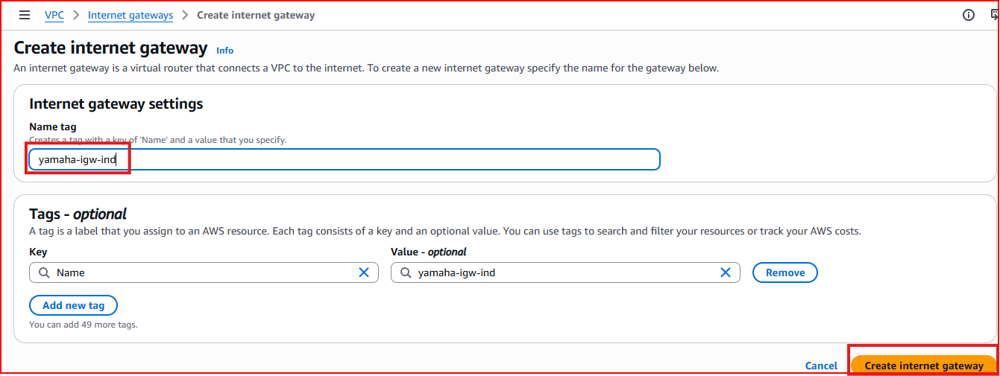 VPC > Internet gateways > Create internet gateway
Create internet gateway Info
An internet gateway is a virtual router that connects a VPC to the internet. To create a new internet gateway specify the name for the gateway below.
Internet gateway settings
Name tag
Creates a tag with a key of 'Name' and a value that you specify.
yamaha-igw-ind
Tags - optional
A tag is a label that you assign to an AWS resource. Each tag consists of a key and an optional value. You can use tags to search and filter your resources or track your AWS costs.
Key Value - optional
Name yamaha-igw-ind Remove
Add new tag
You can add 49 more tags.
Cancel Create internet gateway